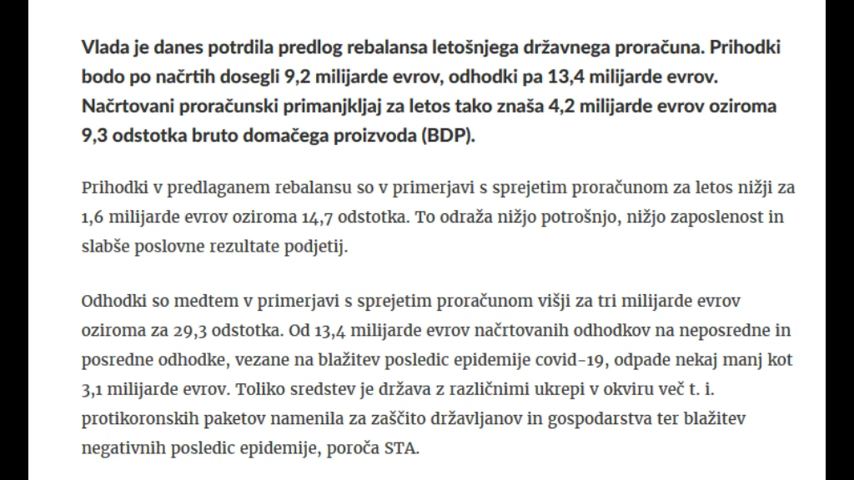 Vlada je danes potrdila predlog rebalansa letošnjega državnega proračuna. Prihodki
bodo po načrtih dosegli 9,2 milijarde evrov, odhodki pa 13,4 milijarde evrov.
Načrtovani proračunski primanjkljaj za letos tako znaša 4,2 milijarde evrov oziroma
9,3 odstotka bruto domačega proizvoda (BDP).
Prihodki v predlaganem rebalansu so v primerjavi s sprejetim proračunom za letos nižji za
1,6 milijarde evrov oziroma 14,7 odstotka. To odraža nižjo potrošnjo, nižjo zaposlenost in
slabše poslovne rezultate podjetij.
Odhodki so medtem v primerjavi s sprejetim proračunom višji za tri milijarde evrov
oziroma za 29,3 odstotka. Od 13,4 milijarde evrov načrtovanih odhodkov na neposredne in
posredne odhodke, vezane na blažitev posledic epidemije covid-19, odpade nekaj manj kot
3,1 milijarde evrov. Toliko sredstev je država z različnimi ukrepi v okviru več t. i.
protikoronskih paketov namenila za zaščito državljanov in gospodarstva ter blažitev
negativnih posledic epidemije, poroča STA.